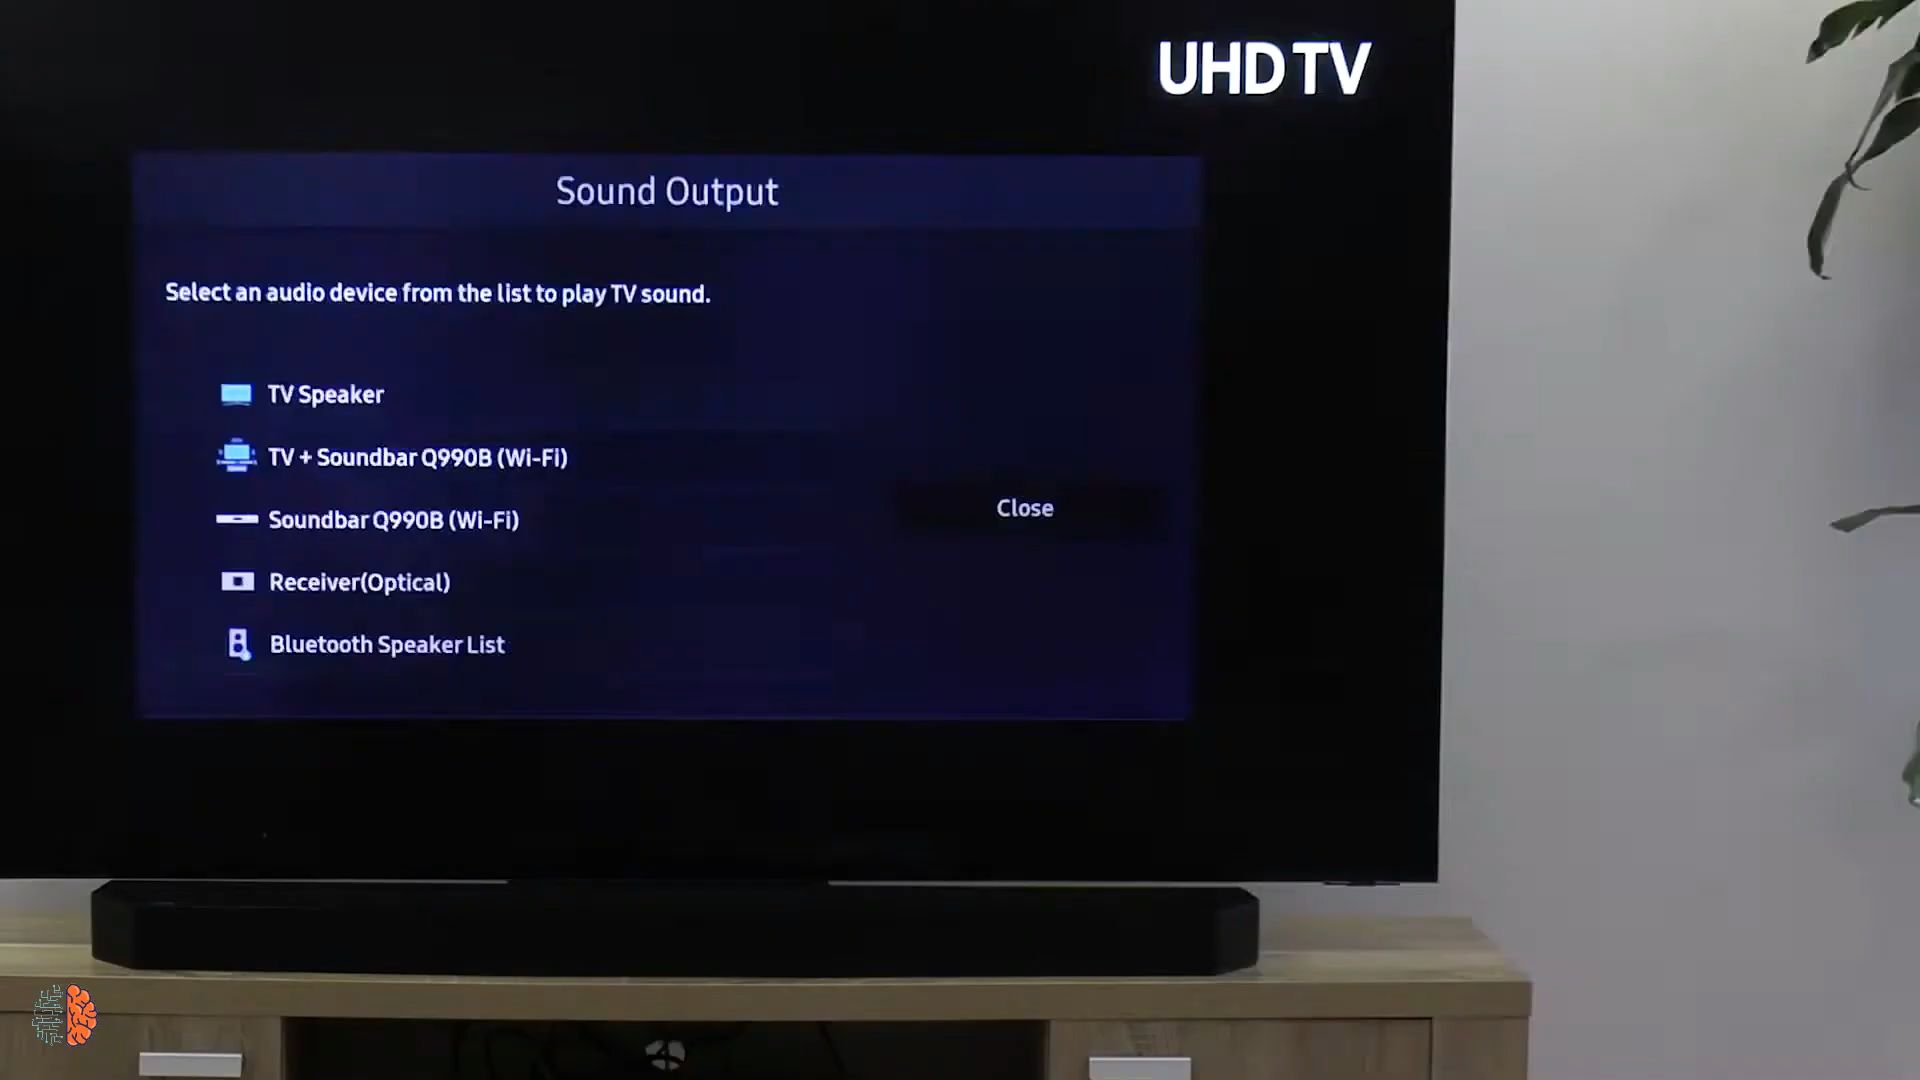 UHD TV
Sound Output
Select an audio device from the list to play TV sound.
TV Speaker
TV + Soundbar Q990B (Wi-Fi)
Soundbar Q990B (Wi-Fi)
Close
Receiver(Optical)
Bluetooth Speaker List